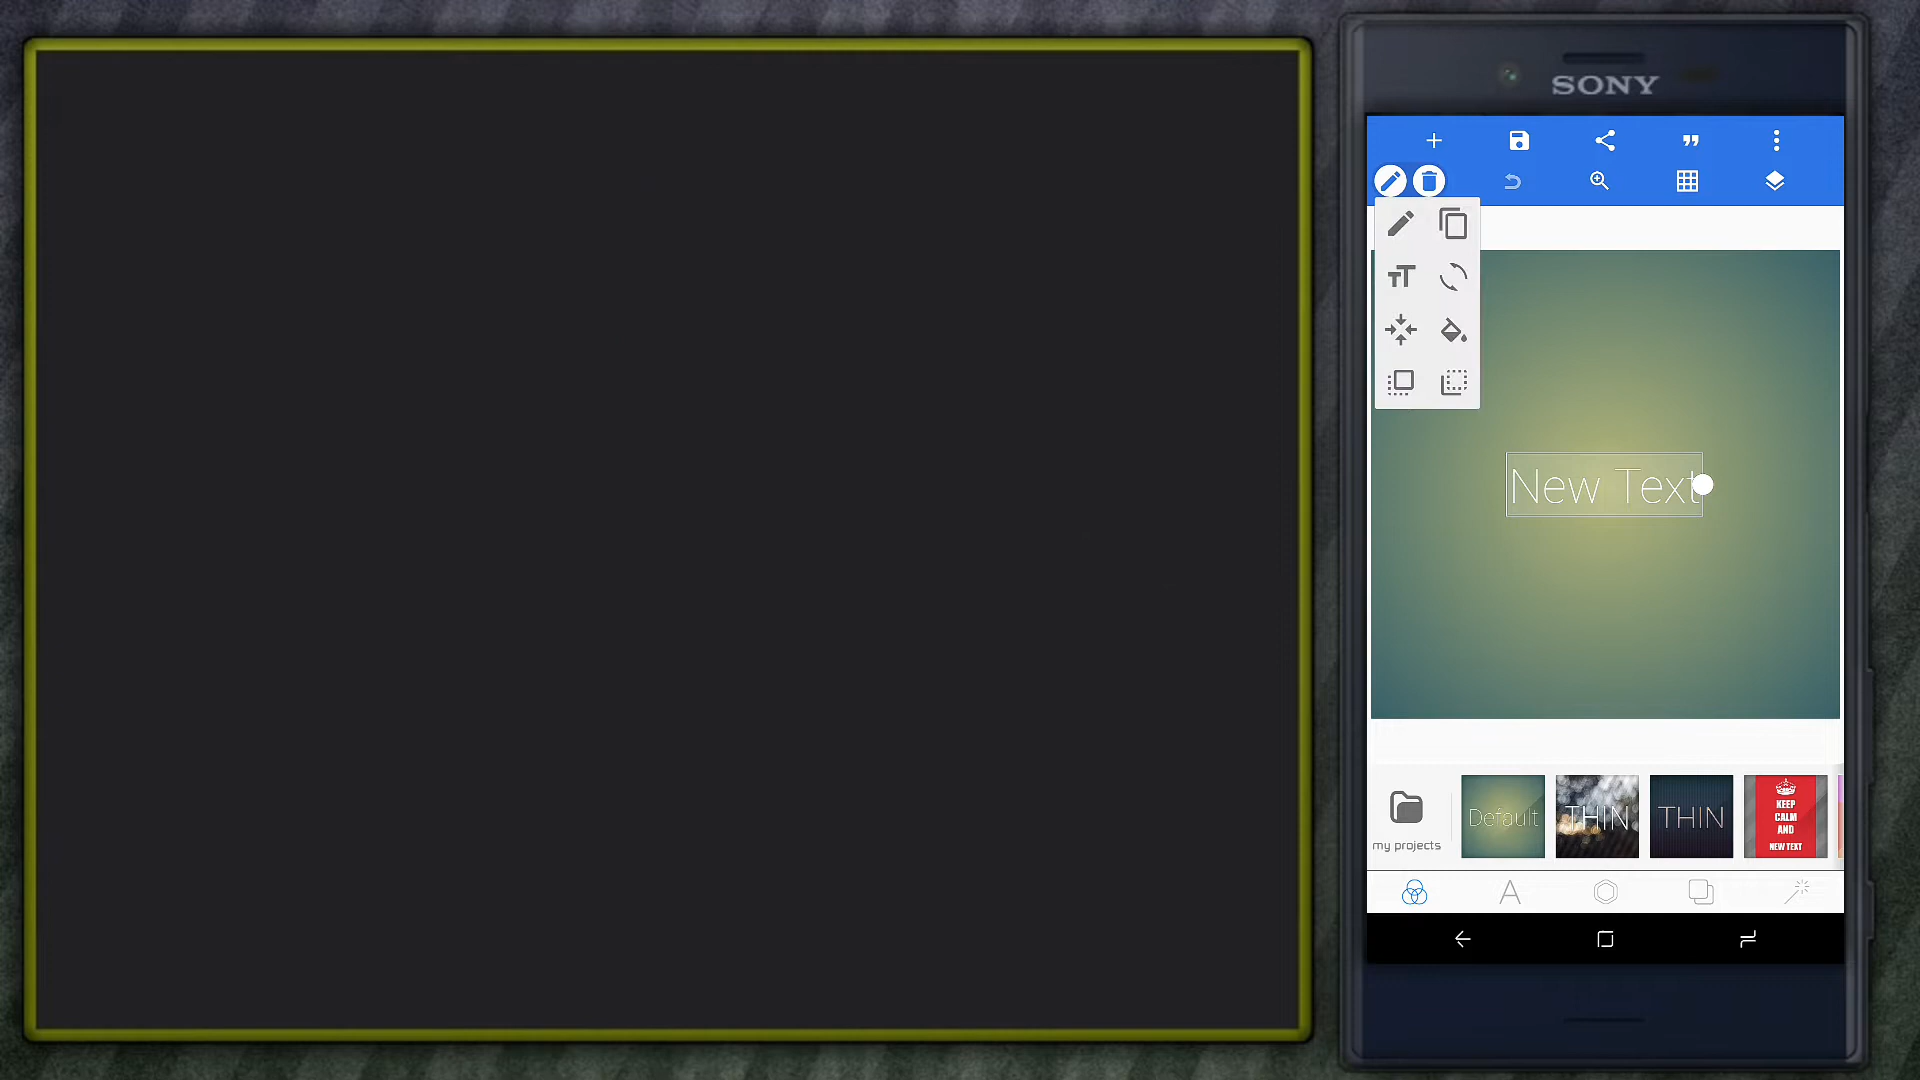 SONY
New Text
my projects
Default
THIN
THIN
KEEP
CALM
AND
NEW TEXT